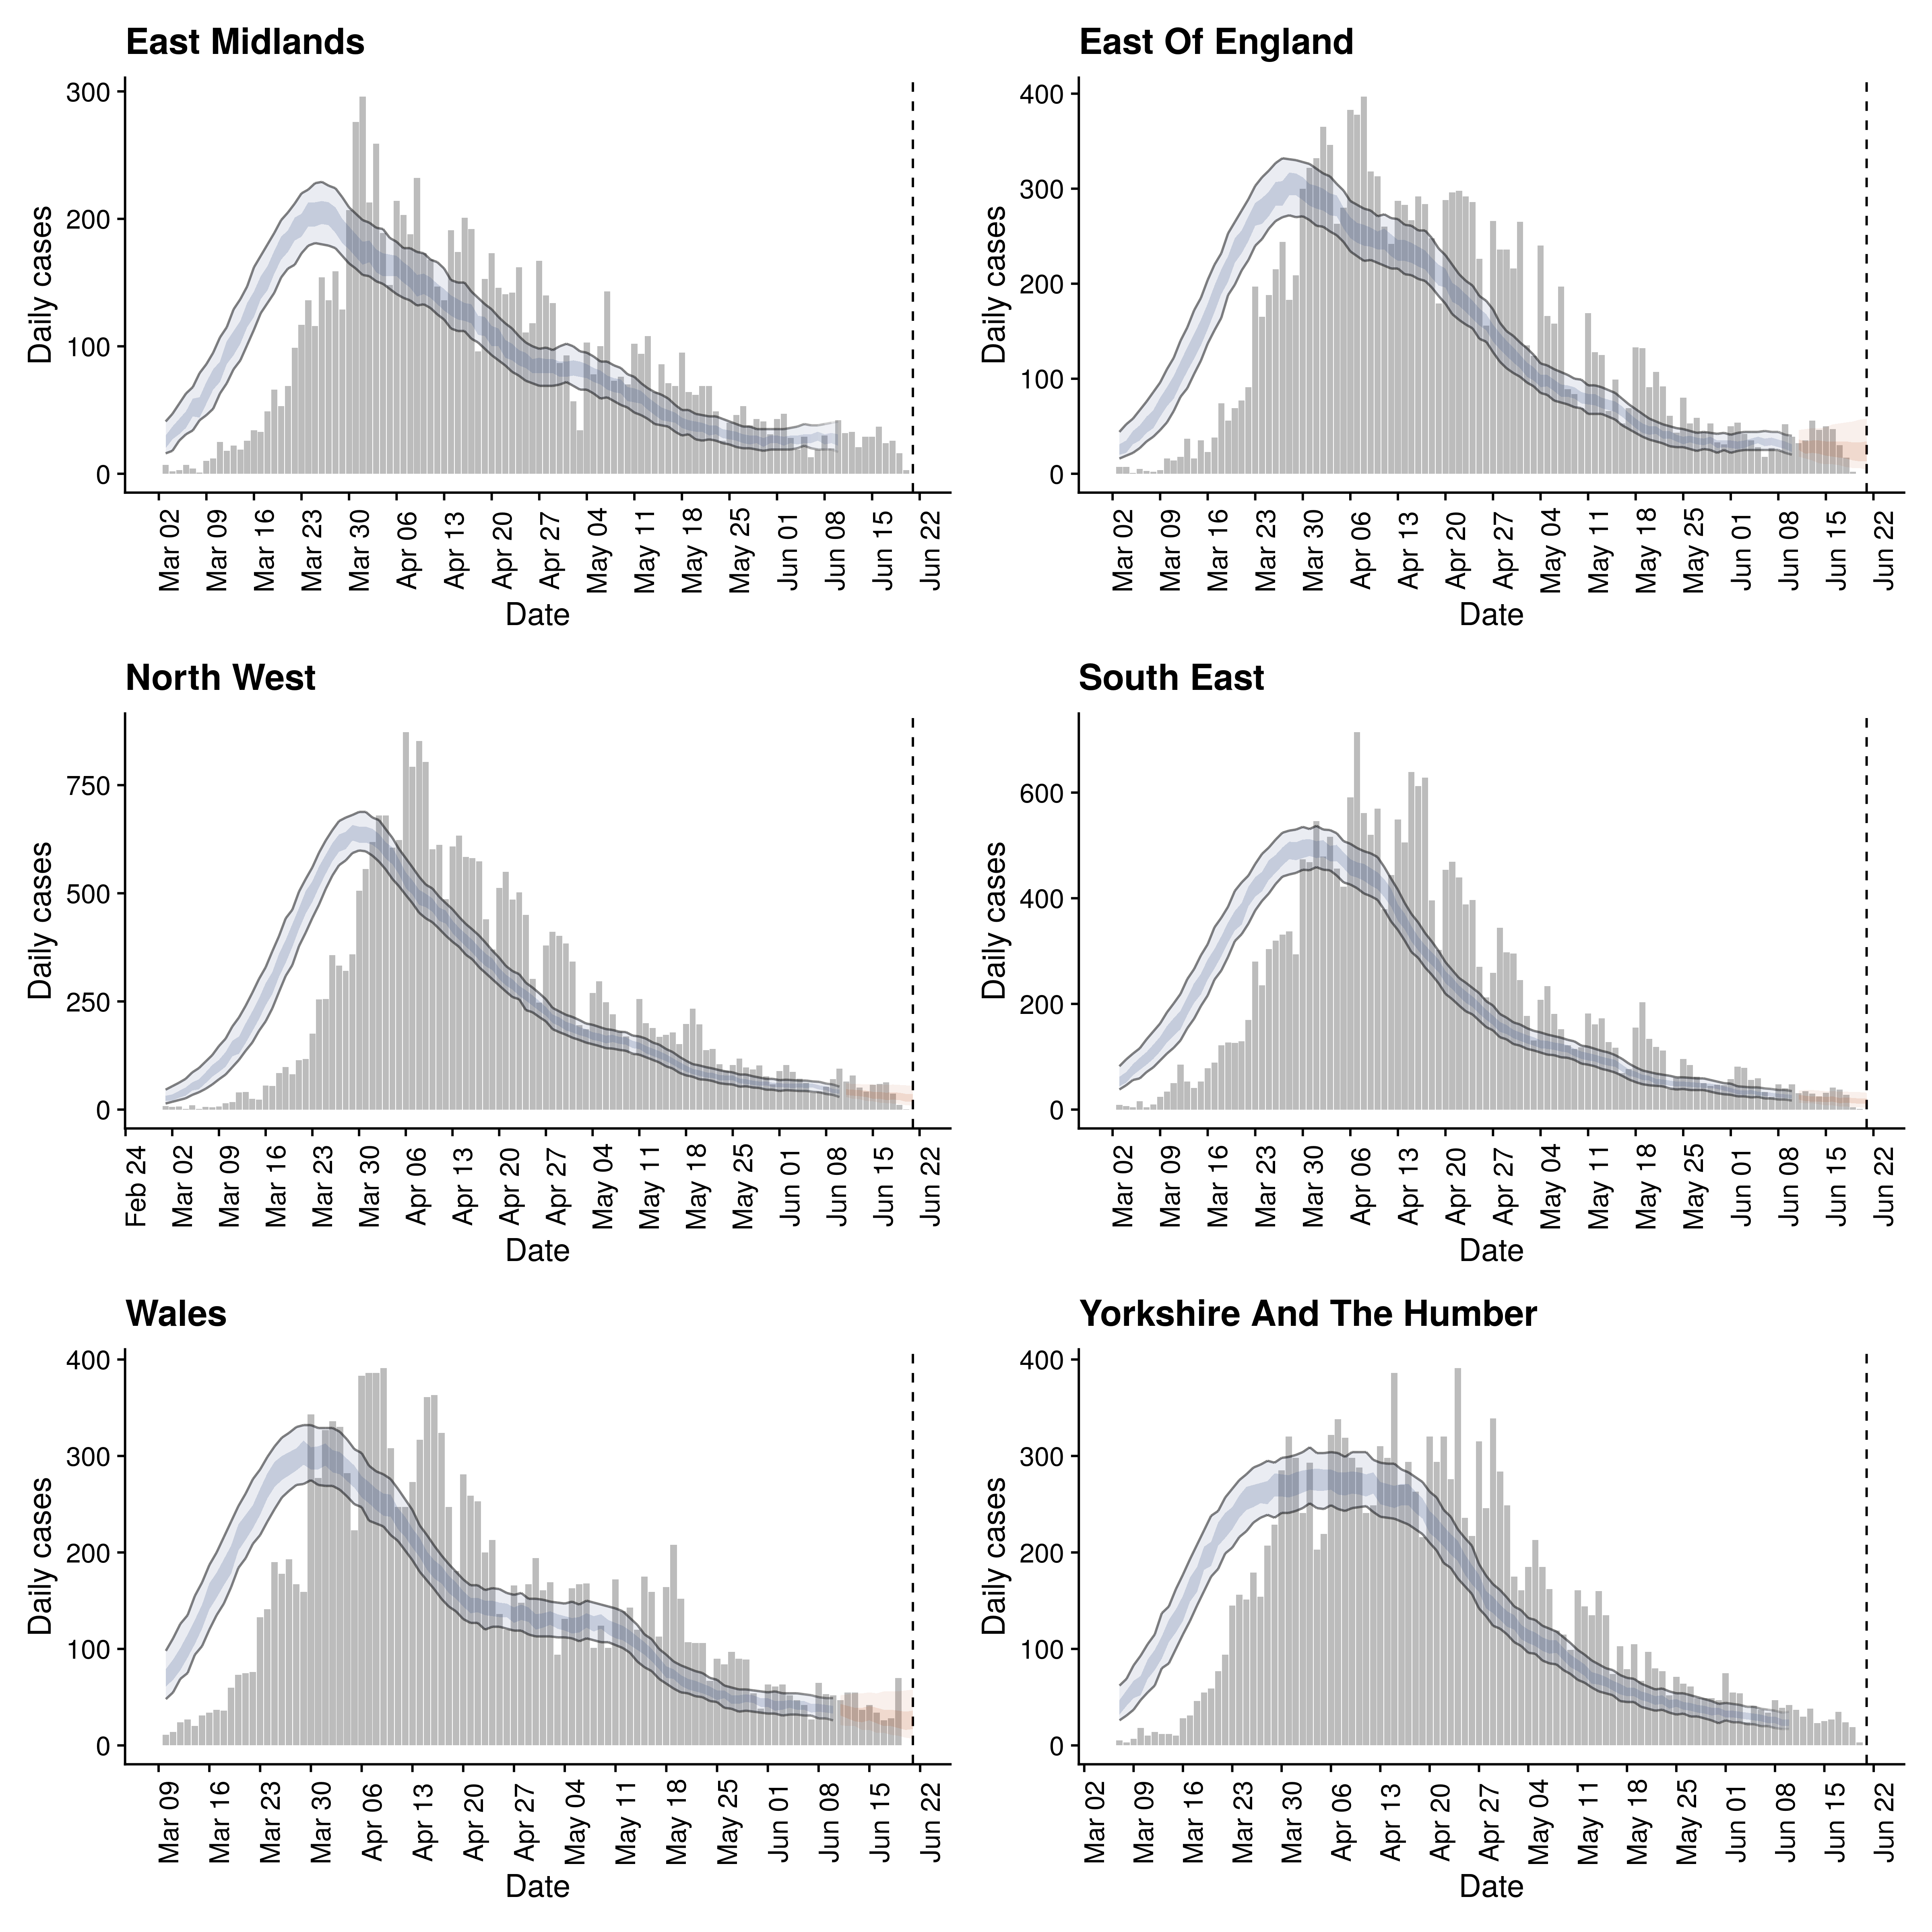 East Midlands
Daily cases
300
200
100
0
Mar 02
Mar 09
Mar 16
Mar 23
Mar 30
Apr 06
Apr 13
Apr 20
Apr 27
May 04
May 11
May 18
May 25
Jun 01
Jun 08
Jun 15
Jun 22
Date
East Of England
Daily cases
400
300
200
100
0
Mar 02
Mar 09
Mar 16
Mar 23
Mar 30
Apr 06
Apr 13
Apr 20
Apr 27
May 04
May 11
May 18
May 25
Jun 01
Jun 08
Jun 15
Jun 22
Date
North West
Daily cases
750
500
250
0
Feb 24
Mar 02
Mar 09
Mar 16
Mar 23
Mar 30
Apr 06
Apr 13
Apr 20
Apr 27
May 04
May 11
May 18
May 25
Jun 01
Jun 08
Jun 15
Jun 22
Date
South East
Daily cases
600
400
200
0
Mar 02
Mar 09
Mar 16
Mar 23
Mar 30
Apr 06
Apr 13
Apr 20
Apr 27
May 04
May 11
May 18
May 25
Jun 01
Jun 08
Jun 15
Jun 22
Date
Wales
Daily cases
400
300
200
100
0
Mar 09
Mar 16
Mar 23
Mar 30
Apr 06
Apr 13
Apr 20
Apr 27
May 04
May 11
May 18
May 25
Jun 01
Jun 08
Jun 15
Jun 22
Date
Yorkshire And The Humber
Daily cases
400
300
200
100
0
Mar 02
Mar 09
Mar 16
Mar 23
Mar 30
Apr 06
Apr 13
Apr 20
Apr 27
May 04
May 11
May 18
May 25
Jun 01
Jun 08
Jun 15
Jun 22
Date